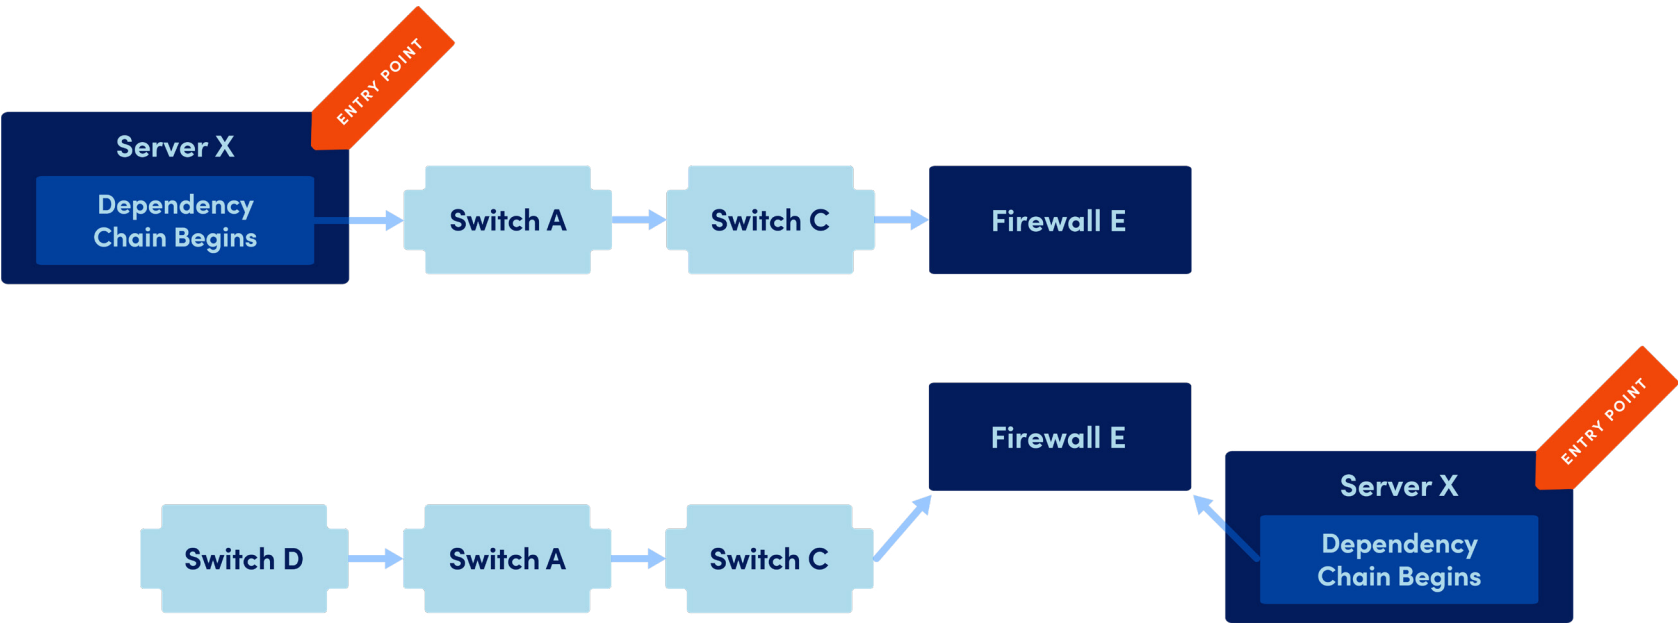 ENTRY POINT
Server X
Dependency
Chain Begins
Switch A
Switch C
Firewall E
Firewall E
ENTRY POINT
Server X
Switch D
Switch A
Switch C
Dependency
Chain Begins